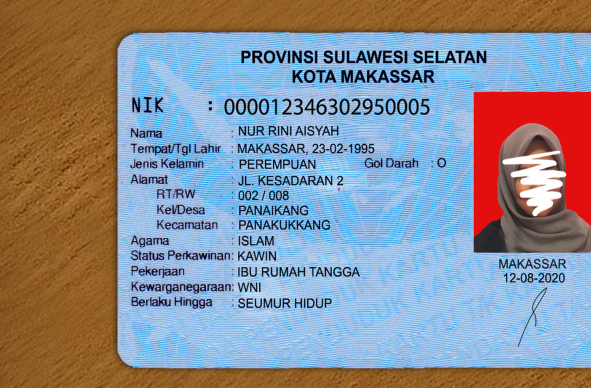 PROVINSI SULAWESI SELATAN
KOTA MAKASSAR
NIK : 000012346302950005
Nama : NUR RINI AISYAH
Tempat/Tgl Lahir : MAKASSAR, 23-02-1995
Jenis Kelamin : PEREMPUAN Gol Darah : O
Alamat : JL. KESADARAN 2
RT/RW : 002 / 008
Kel/Desa : PANAIKANG
Kecamatan : PANAKUKKANG
Agama : ISLAM
Status Perkawinan: KAWIN
Pekerjaan : IBU RUMAH TANGGA
Kewarganegaraan: WNI
Berlaku Hingga : SEUMUR HIDUP
MAKASSAR
12-08-2020